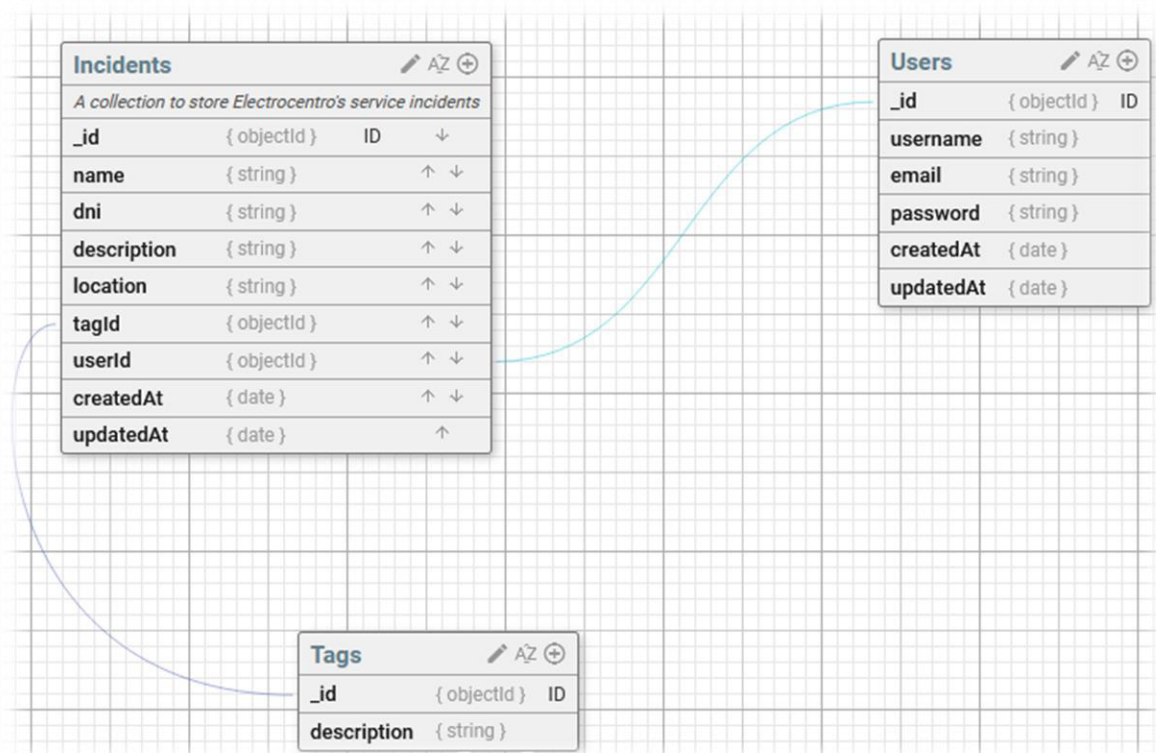 Incidents
A collection to store Electrocentro's service incidents
_id { objectId } ID
name { string }
dni { string }
description { string }
location { string }
tagId { objectId }
userId { objectId }
createdAt { date }
updatedAt { date }
Users
_id { objectId } ID
username { string }
email { string }
password { string }
createdAt { date }
updatedAt { date }
Tags
_id { objectId } ID
description { string }